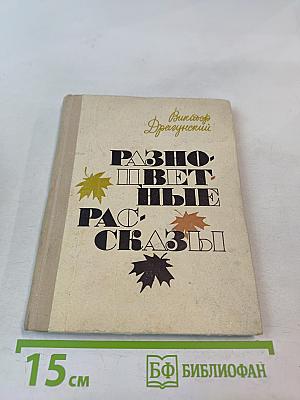 Виктор
Драгунский
РАЗНО-
ЦВЕТ-
НЫЕ
РАС-
СКАЗЫ
15 см
БФ БИБЛИОФАН